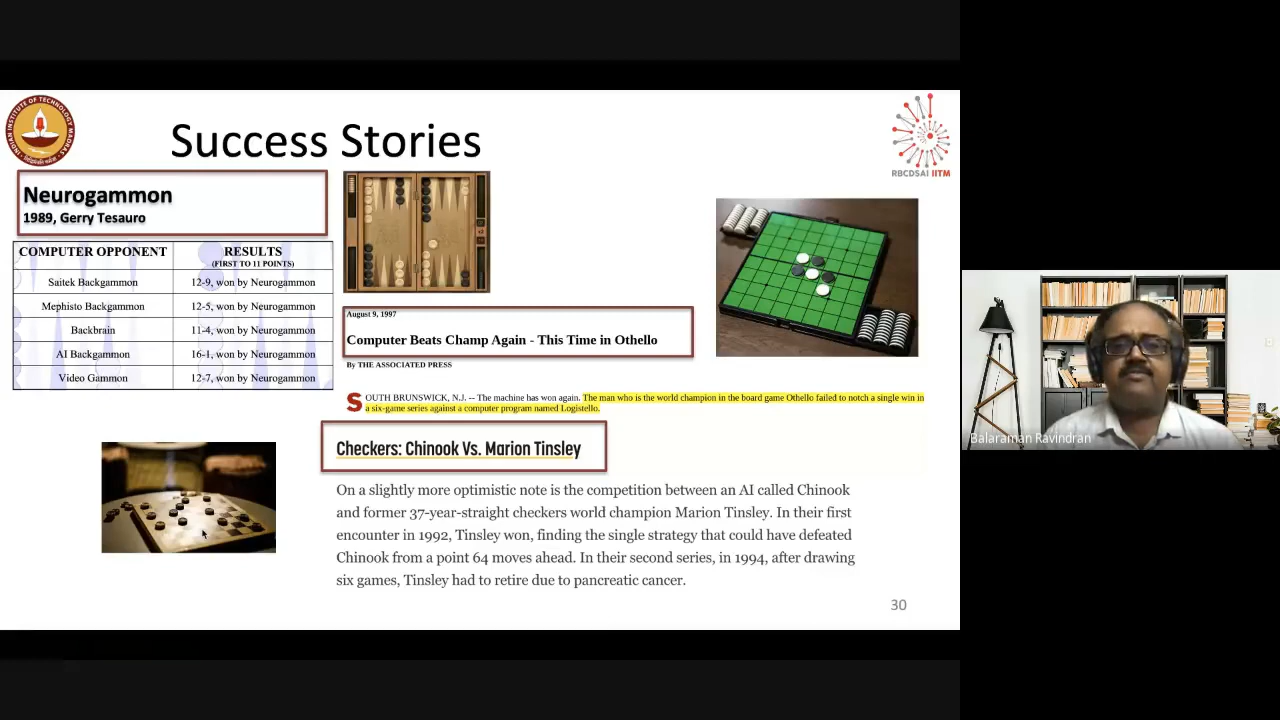 INDIAN INSTITUTE OF TECHNOLOGY MADRAS
Success Stories
RBCDSAI IITM
Neurogammon
1989, Gerry Tesauro
COMPUTER OPPONENT RESULTS
(FIRST TO 11 POINTS)
Saitek Backgammon 12-9, won by Neurogammon
Mephisto Backgammon 12-5, won by Neurogammon
Backbrain 11-4, won by Neurogammon
AI Backgammon 16-1, won by Neurogammon
Video Gammon 12-7, won by Neurogammon
August 9, 1997
Computer Beats Champ Again - This Time in Othello
By THE ASSOCIATED PRESS
SOUTH BRUNSWICK, N.J. -- The machine has won again. The man who is the world champion in the board game Othello failed to notch a single win in
a six-game series against a computer program named Logistello.
Checkers: Chinook Vs. Marion Tinsley
On a slightly more optimistic note is the competition between an AI called Chinook
and former 37-year-straight checkers world champion Marion Tinsley. In their first
encounter in 1992, Tinsley won, finding the single strategy that could have defeated
Chinook from a point 64 moves ahead. In their second series, in 1994, after drawing
six games, Tinsley had to retire due to pancreatic cancer.
30
Balaraman Ravindran